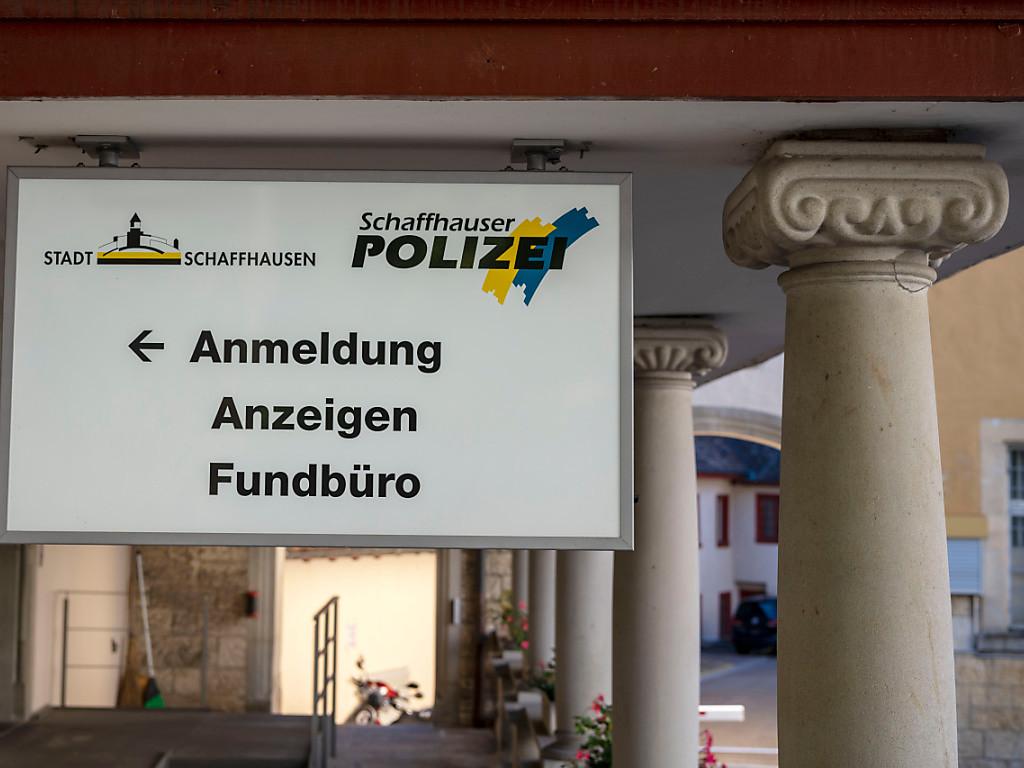 STADT SCHAFFHAUSEN
Schaffhauser
POLIZEI
← Anmeldung
Anzeigen
Fundbüro